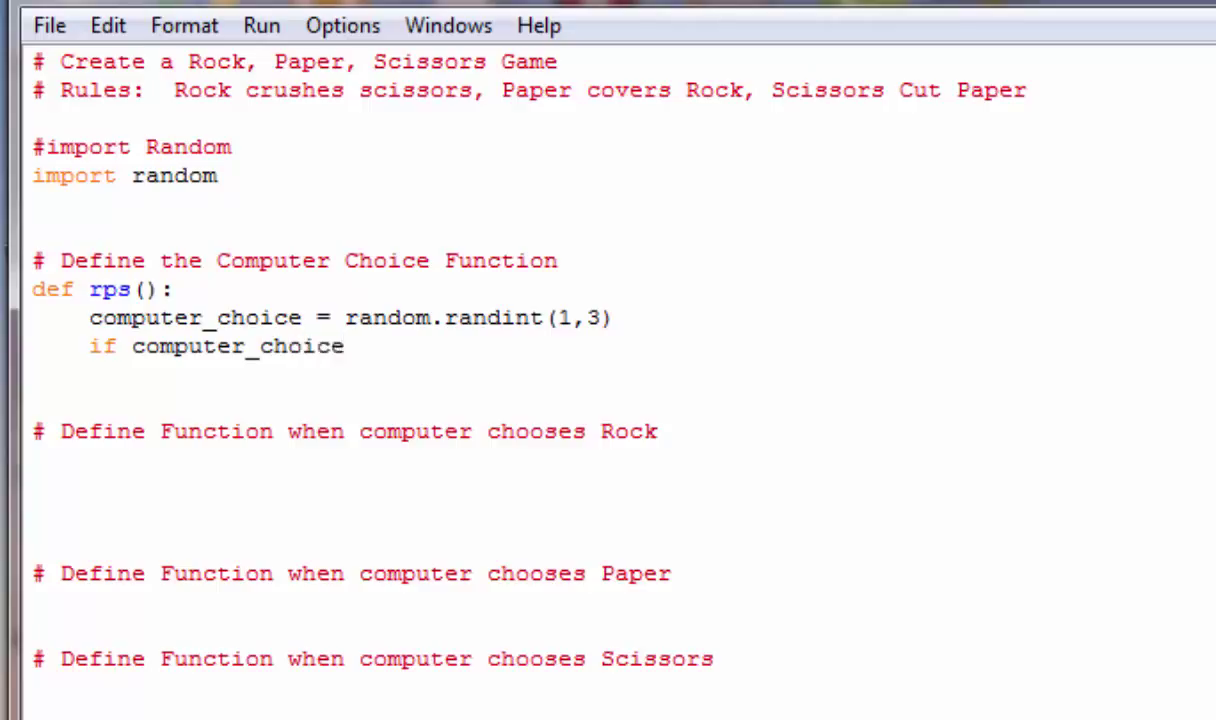 File Edit Format Run Options Windows Help
# Create a Rock, Paper, Scissors Game
# Rules:  Rock crushes scissors, Paper covers Rock, Scissors Cut Paper
#import Random
import random
# Define the Computer Choice Function
def rps():
    computer_choice = random.randint(1,3)
    if computer_choice
# Define Function when computer chooses Rock
# Define Function when computer chooses Paper
# Define Function when computer chooses Scissors